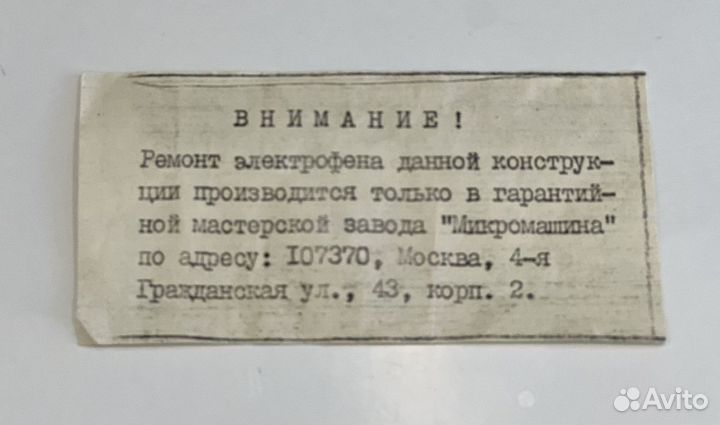 ВНИМАНИЕ!
Ремонт электрофена данной конструк-
ции производится только в гарантий-
ной мастерской завода "Микромашина"
по адресу: I07370, Москва, 4-я
Гражданская ул., 43, корп. 2.
Avito